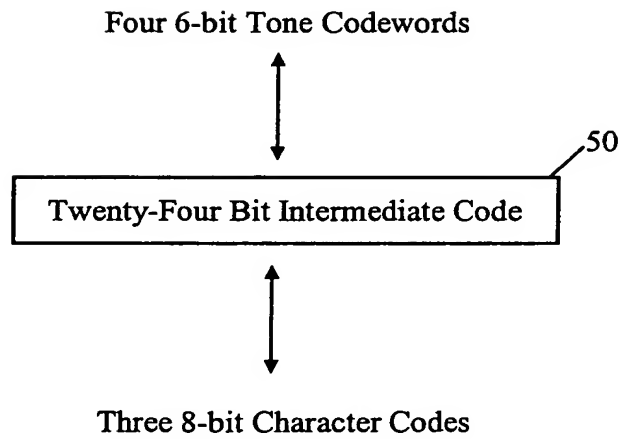 Four 6-bit Tone Codewords
50
Twenty-Four Bit Intermediate Code
Three 8-bit Character Codes